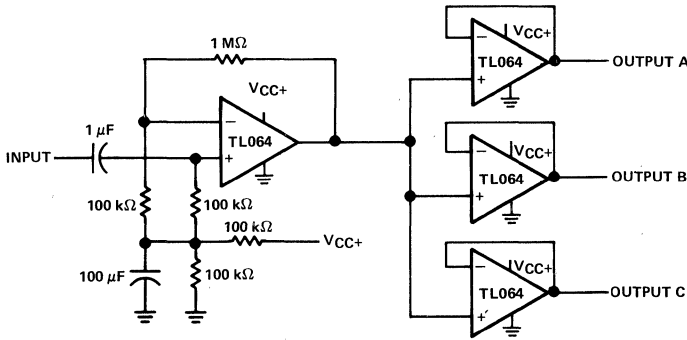 1 MΩ
VCC+
−
TL064
+
1 μF
INPUT
100 kΩ
100 kΩ
100 kΩ
VCC+
100 μF
100 kΩ
−
VCC+
TL064
+
OUTPUT A
−
VCC+
TL064
+
OUTPUT B
−
VCC+
TL064
+
OUTPUT C